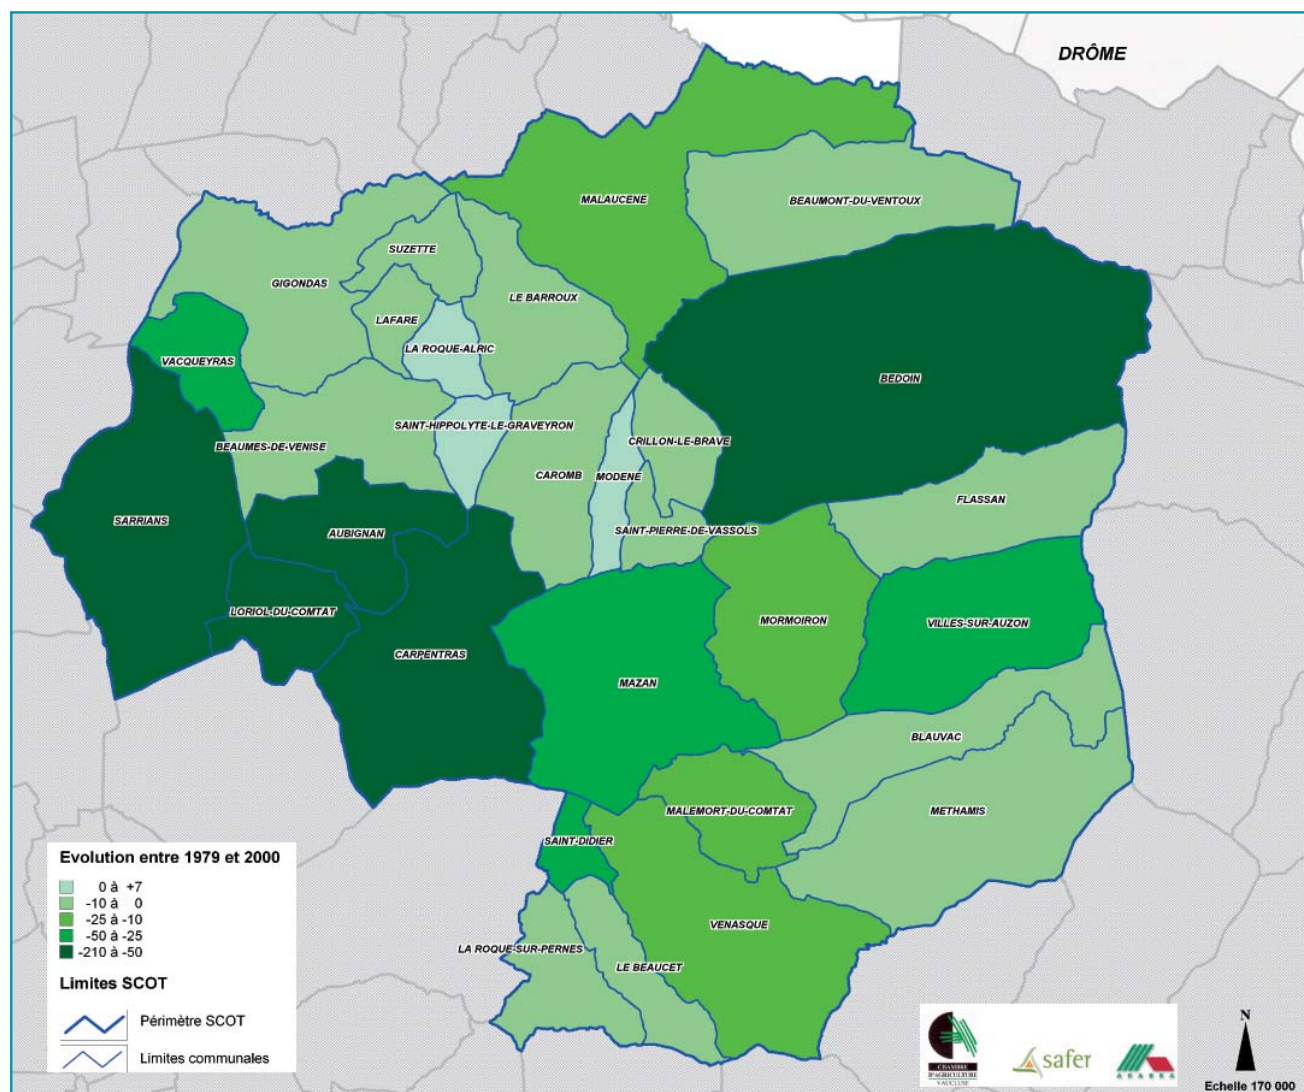 DRÔME
MALAUCENE
BEAUMONT-DU-VENTOUX
SUZETTE
GIGONDAS
LE BARROUX
LAFARE
LA ROQUE-ALRIC
VACQUEYRAS
BEDOIN
SAINT-HIPPOLYTE-LE-GRAVEYRON
CRILLON-LE-BRAVE
BEAUMES-DE-VENISE
CAROMB
MODENE
FLASSAN
SARRIANS
AUBIGNAN
SAINT-PIERRE-DE-VASSOLS
LORIOL-DU-COMTAT
MORMOIRON
VILLES-SUR-AUZON
CARPENTRAS
MAZAN
BLAUVAC
MALEMORT-DU-COMTAT
METHAMIS
SAINT-DIDIER
VENASQUE
LA ROQUE-SUR-PERNES
LE BEAUCET
Evolution entre 1979 et 2000
0 à +7
-10 à 0
-25 à -10
-50 à -25
-210 à -50
Limites SCOT
Périmètre SCOT
Limites communales
CHAMBRE
D'AGRICULTURE
VAUCLUSE
safer
N
Echelle 170 000